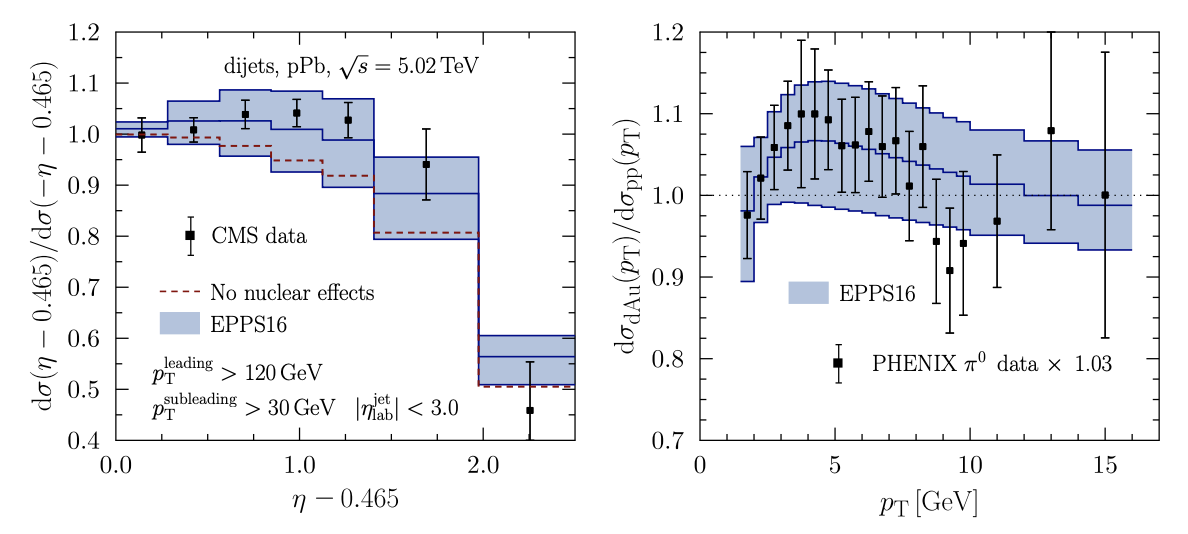 1.2
1.1
1.0
0.9
0.8
0.7
0.6
0.5
0.4
dσ(η − 0.465)/dσ(−η − 0.465)
dijets, pPb, √s = 5.02 TeV
CMS data
No nuclear effects
EPPS16
p_T^leading > 120 GeV
p_T^subleading > 30 GeV |η_lab^jet| < 3.0
0.0 1.0 2.0
η − 0.465
1.2
1.1
1.0
0.9
0.8
0.7
dσ_dAu(p_T)/dσ_pp(p_T)
EPPS16
PHENIX π⁰ data × 1.03
0 5 10 15
p_T [GeV]